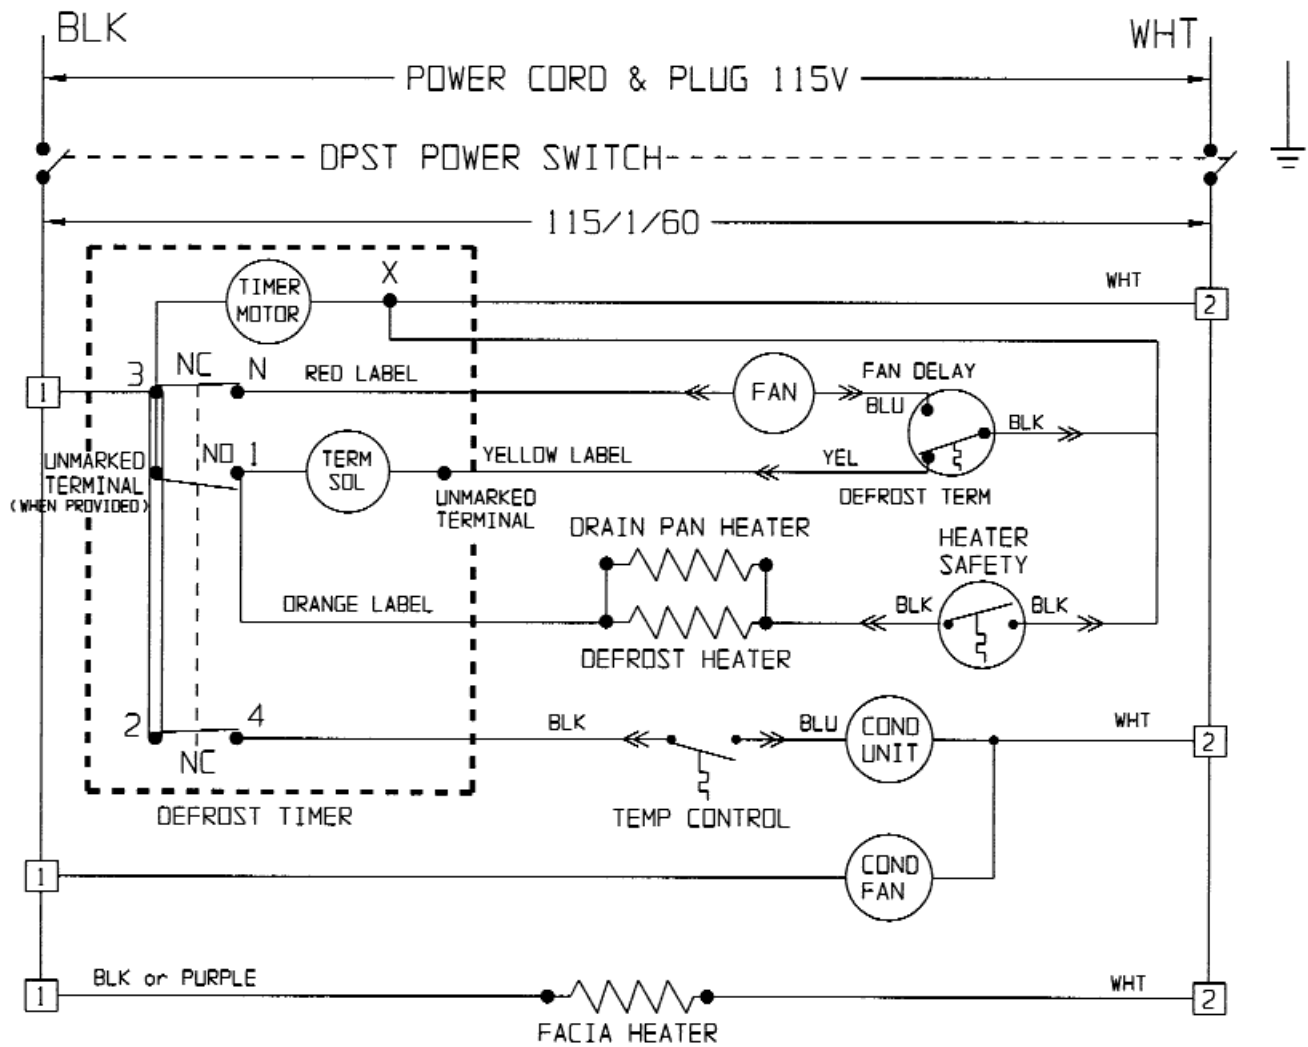 BLK
WHT
POWER CORD & PLUG 115V
DPST POWER SWITCH
115/1/60
TIMER
MOTOR
X
WHT
2
3
NC
N
RED LABEL
FAN
FAN DELAY
BLU
BLK
1
UNMARKED
TERMINAL
(WHEN PROVIDED)
NO
1
TERM
SOL
YELLOW LABEL
YEL
DEFROST TERM
UNMARKED
TERMINAL
DRAIN PAN HEATER
HEATER
SAFETY
ORANGE LABEL
BLK
BLK
DEFROST HEATER
2
4
NC
BLK
BLU
COND
UNIT
WHT
2
TEMP CONTROL
DEFROST TIMER
1
COND
FAN
1
BLK or PURPLE
FACIA HEATER
WHT
2